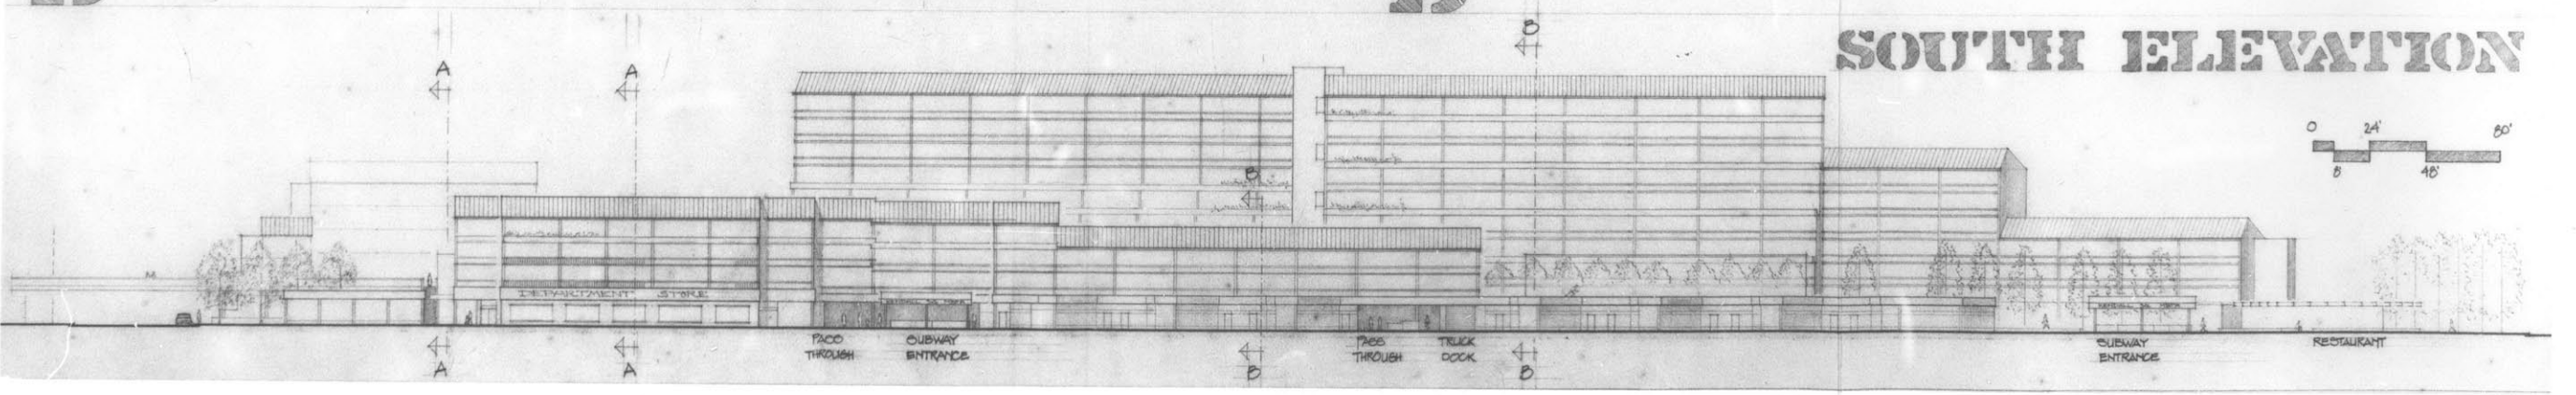 B
SOUTH ELEVATION
A
A
0 24' 80'
8' 48'
B
DEPARTMENT STORE
PASS
THROUGH
SUBWAY
ENTRANCE
PASS
THROUGH
TRUCK
DOCK
SUBWAY
ENTRANCE
RESTAURANT
A
A
B
B